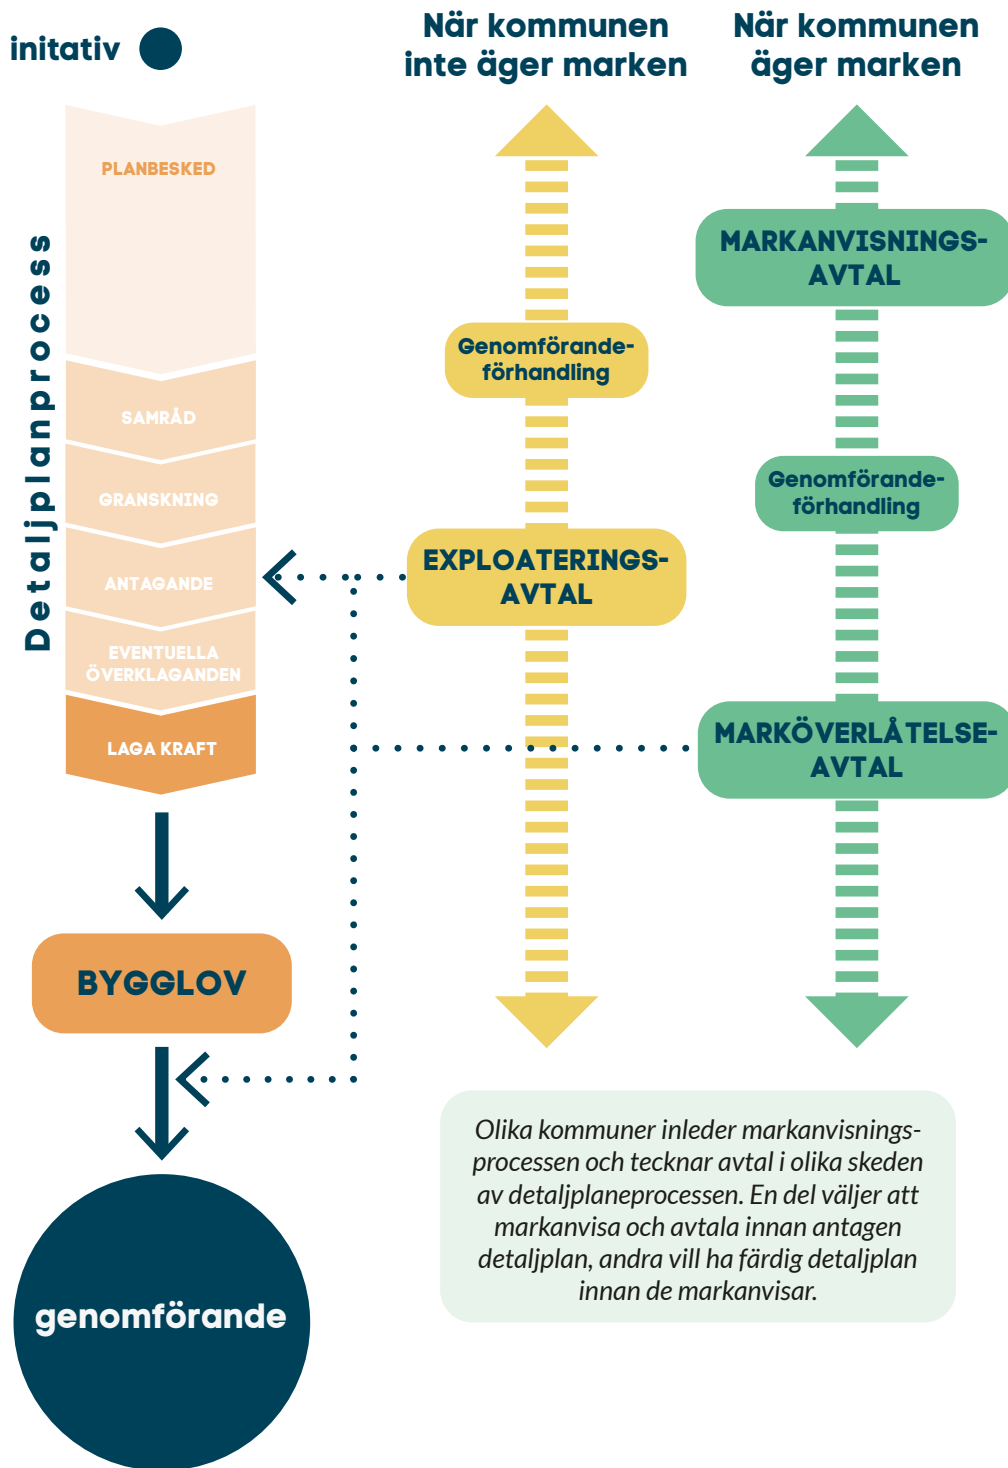 initativ
Detaljplanprocess
PLANBESKED
SAMRÅD
GRANSKNING
ANTAGANDE
EVENTUELLA
ÖVERKLAGANDEN
LAGA KRAFT
BYGGLOV
genomförande
När kommunen
inte äger marken
Genomförande-
förhandling
EXPLOATERINGS-
AVTAL
När kommunen
äger marken
MARKANVISNINGS-
AVTAL
Genomförande-
förhandling
MARKÖVERLÅTELSE-
AVTAL
Olika kommuner inleder markanvisnings-
processen och tecknar avtal i olika skeden
av detaljplaneprocessen. En del väljer att
markanvisa och avtala innan antagen
detaljplan, andra vill ha färdig detaljplan
innan de markanvisar.